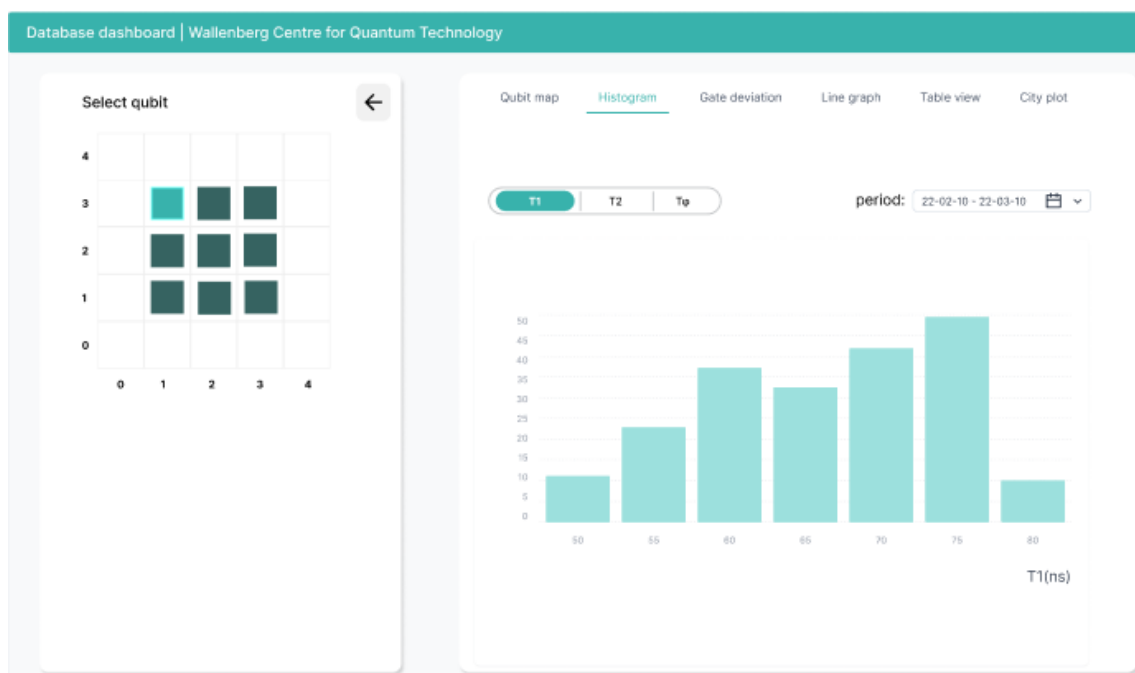 Database dashboard | Wallenberg Centre for Quantum Technology
Select qubit
4
3
2
1
0
0 1 2 3 4
Qubit map Histogram Gate deviation Line graph Table view City plot
T1 T2 Tφ
period: 22-02-10 - 22-03-10
50
45
40
35
30
25
20
15
10
5
0
50 55 60 65 70 75 80
T1(ns)